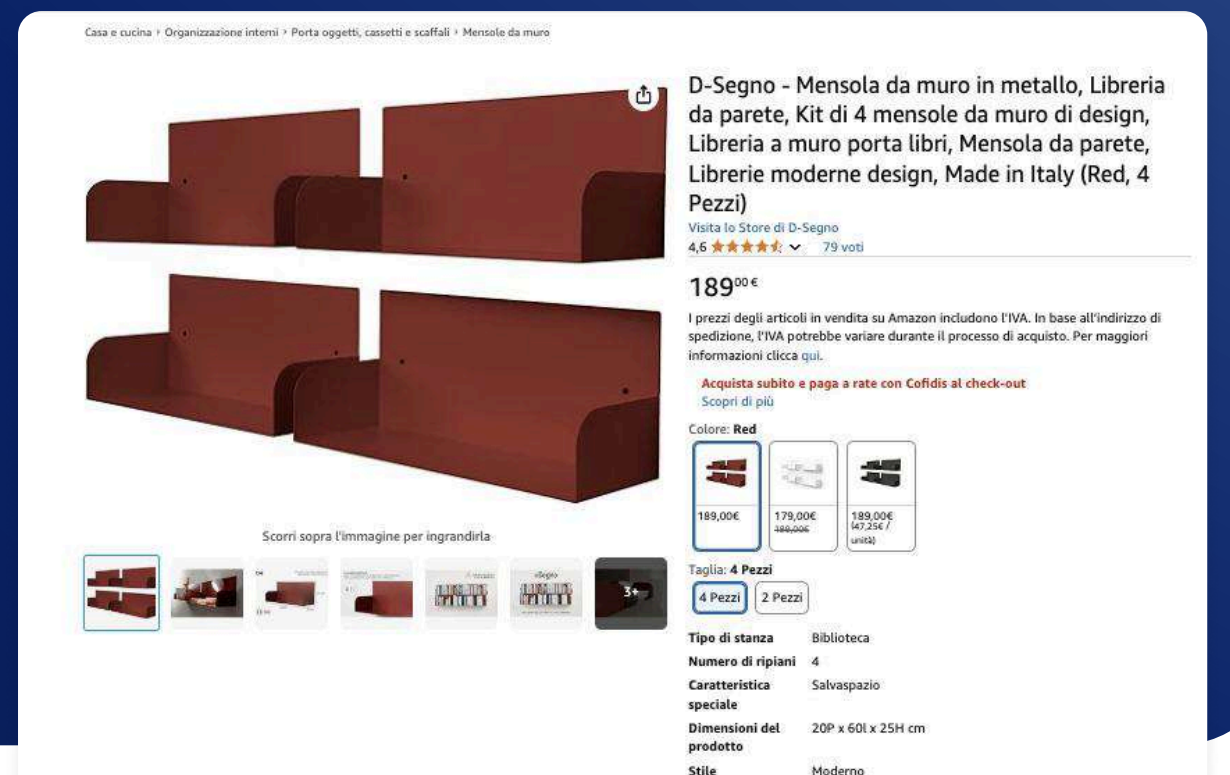 Casa e cucina › Organizzazione interni › Porta oggetti, cassetti e scaffali › Mensole da muro
D-Segno - Mensola da muro in metallo, Libreria
da parete, Kit di 4 mensole da muro di design,
Libreria a muro porta libri, Mensola da parete,
Librerie moderne design, Made in Italy (Red, 4
Pezzi)
Visita lo Store di D-Segno
4,6 79 voti
189,00 €
I prezzi degli articoli in vendita su Amazon includono l'IVA. In base all'indirizzo di
spedizione, l'IVA potrebbe variare durante il processo di acquisto. Per maggiori
informazioni clicca qui.
Acquista subito e paga a rate con Cofidis al check-out
Scopri di più
Colore: Red
189,00€
179,00€
189,00€
189,00€
(47,25€ /
unità)
Scorri sopra l'immagine per ingrandirla
3+
Taglia: 4 Pezzi
4 Pezzi
2 Pezzi
Tipo di stanza Biblioteca
Numero di ripiani 4
Caratteristica Salvaspazio
speciale
Dimensioni del 20P x 60l x 25H cm
prodotto
Stile Moderno